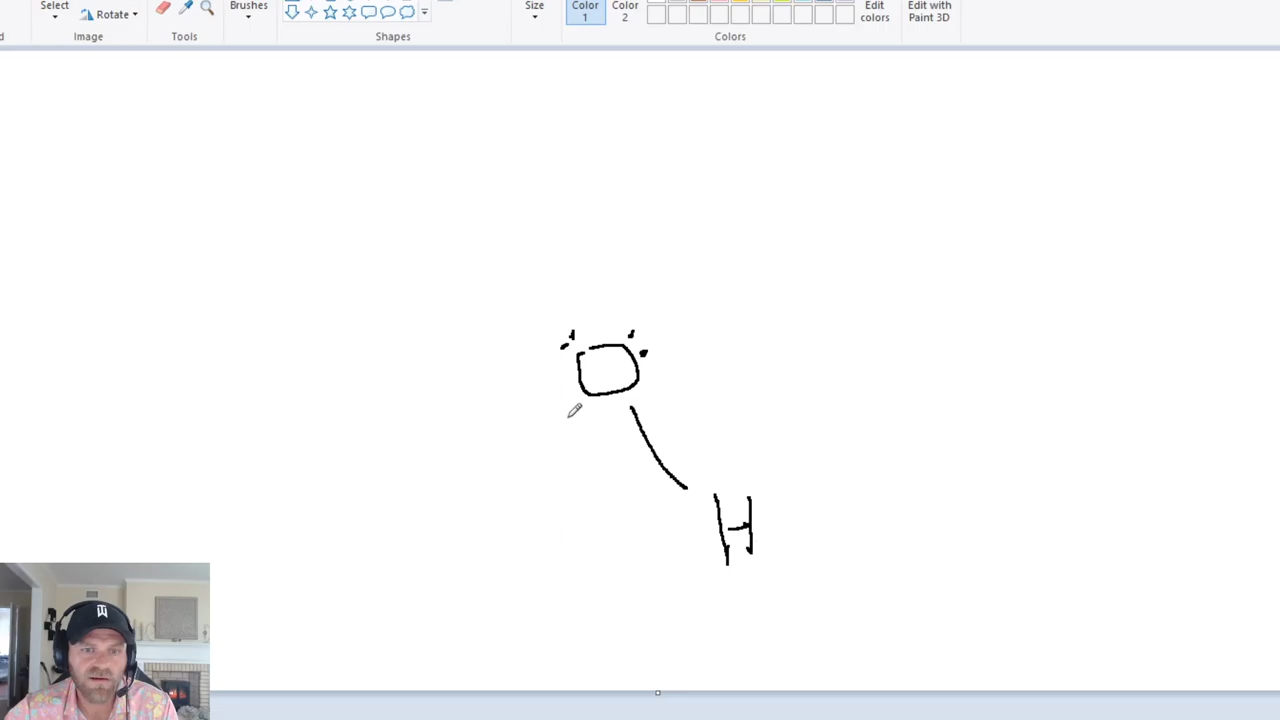 Select
Rotate
Image
Tools
Brushes
Shapes
Size
Color
1
Color
2
Colors
Edit
colors
Edit with
Paint 3D
O
H